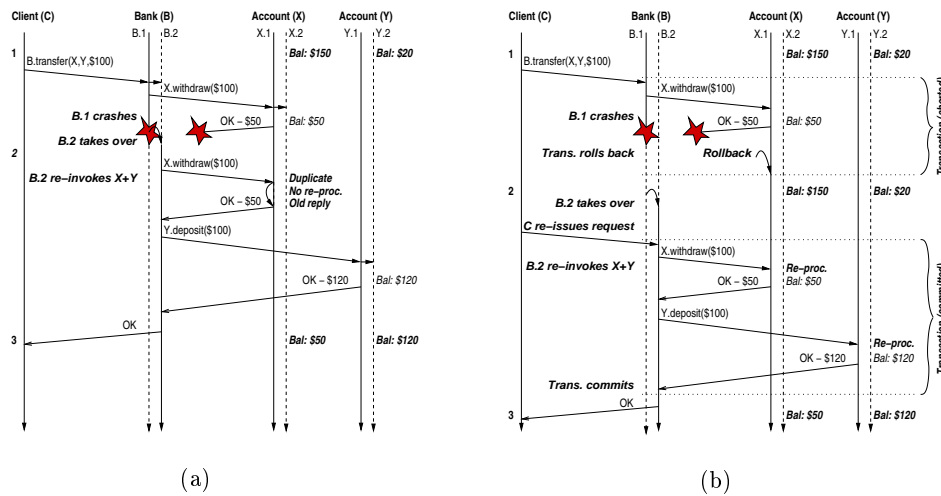 Client (C) Bank (B) Account (X) Account (Y)
B.1 B.2 X.1 X.2 Y.1 Y.2
1 Bal: $150 Bal: $20
B.transfer(X,Y,$100)
X.withdraw($100)
B.1 crashes OK – $50 Bal: $50
B.2 takes over
2
X.withdraw($100)
B.2 re–invokes X+Y Duplicate
No re–proc.
OK – $50 Old reply
Y.deposit($100)
OK – $120 Bal: $120
OK
3 Bal: $50 Bal: $120
(a)
Client (C) Bank (B) Account (X) Account (Y)
B.1 B.2 X.1 X.2 Y.1 Y.2
1 Bal: $150 Bal: $20
B.transfer(X,Y,$100)
X.withdraw($100)
B.1 crashes OK – $50 Bal: $50
Trans. rolls back Rollback
2 Bal: $150 Bal: $20
B.2 takes over
C re–issues request
X.withdraw($100)
B.2 re–invokes X+Y Re–proc.
OK – $50 Bal: $50
Y.deposit($100)
Re–proc.
OK – $120 Bal: $120
Trans. commits
OK
3 Bal: $50 Bal: $120
Transaction (aborted)
Transaction (committed)
(b)